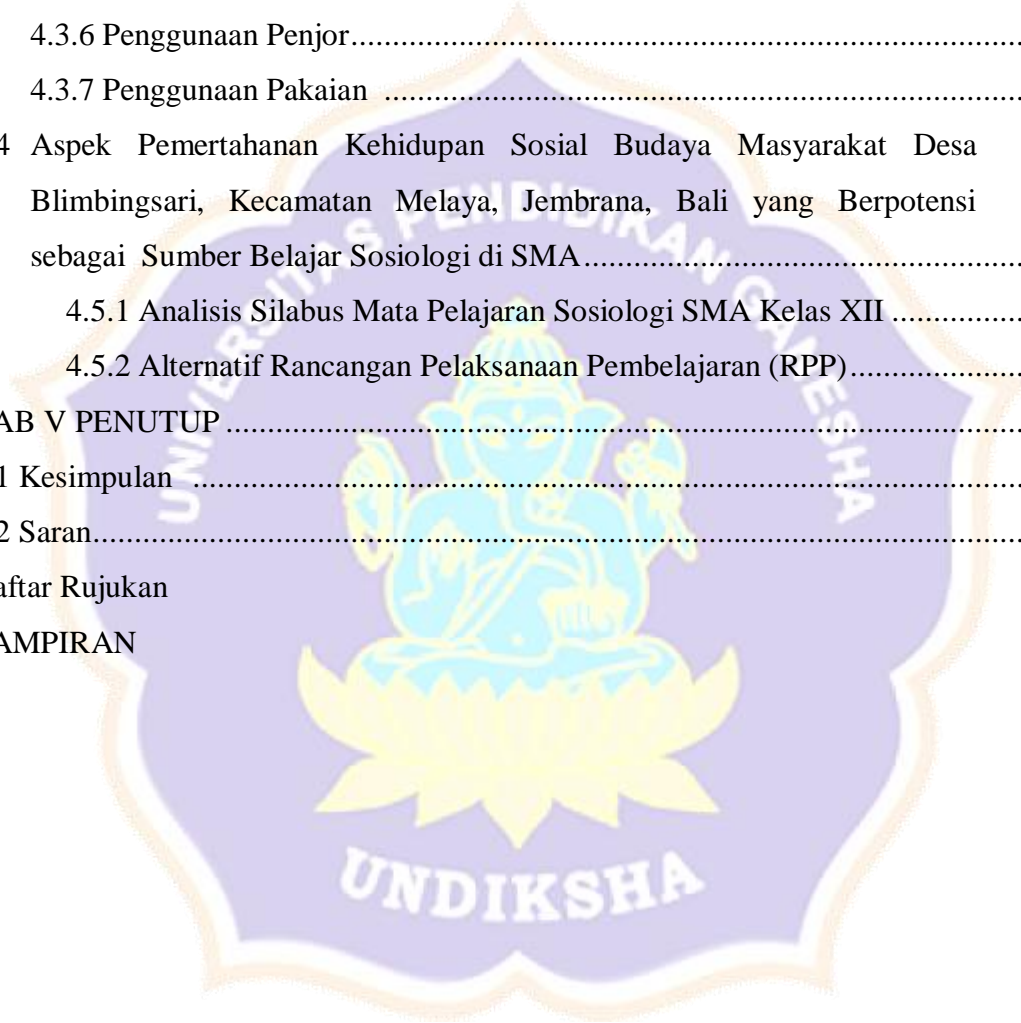 4.3.6 Penggunaan Penjor..............................................................................
4.3.7 Penggunaan Pakaian ..........................................................................
4 Aspek Pemertahanan Kehidupan Sosial Budaya Masyarakat Desa
Blimbingsari, Kecamatan Melaya, Jembrana, Bali yang Berpotensi
sebagai Sumber Belajar Sosiologi di SMA..................................................
4.5.1 Analisis Silabus Mata Pelajaran Sosiologi SMA Kelas XII ...............
4.5.2 Alternatif Rancangan Pelaksanaan Pembelajaran (RPP)....................
AB V PENUTUP ..........................................................................................
1 Kesimpulan ..............................................................................................
2 Saran.........................................................................................................
aftar Rujukan
AMPIRAN
UNIVERSITAS PENDIDIKAN GANESHA
UNDIKSHA